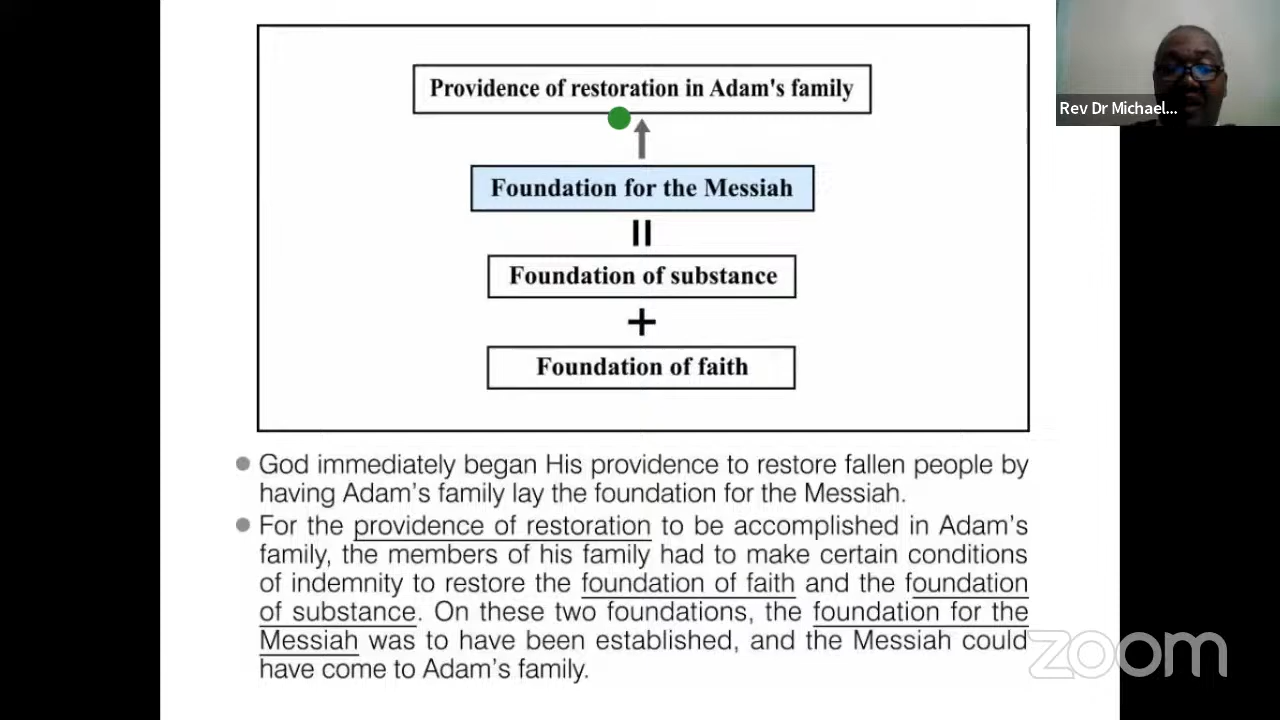 Providence of restoration in Adam's family
Foundation for the Messiah
=
Foundation of substance
+
Foundation of faith
Rev Dr Michael...
● God immediately began His providence to restore fallen people by
having Adam's family lay the foundation for the Messiah.
● For the providence of restoration to be accomplished in Adam's
family, the members of his family had to make certain conditions
of indemnity to restore the foundation of faith and the foundation
of substance. On these two foundations, the foundation for the
Messiah was to have been established, and the Messiah could
have come to Adam's family.
zoom